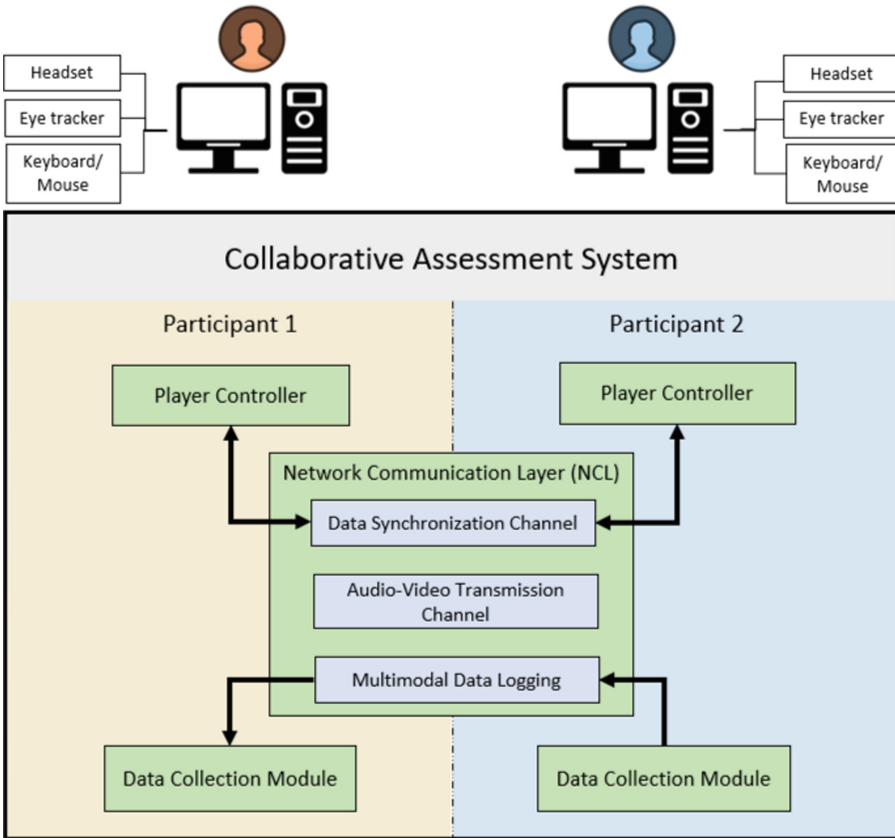 Headset
Eye tracker
Keyboard/
Mouse
Headset
Eye tracker
Keyboard/
Mouse
Collaborative Assessment System
Participant 1
Participant 2
Player Controller
Player Controller
Network Communication Layer (NCL)
Data Synchronization Channel
Audio-Video Transmission
Channel
Multimodal Data Logging
Data Collection Module
Data Collection Module